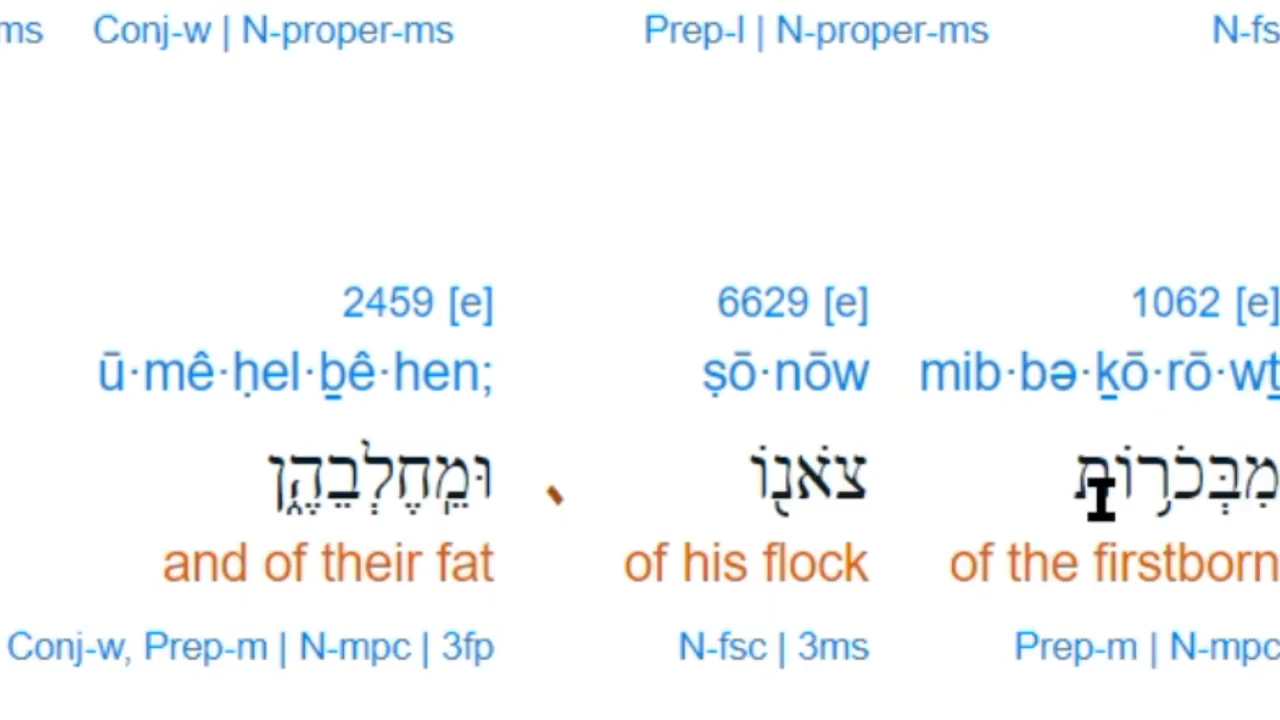 ms Conj-w | N-proper-ms Prep-l | N-proper-ms N-fs
2459 [e] 6629 [e] 1062 [e]
ū·mê·ḥel·ḇê·hen; ṣō·nōw mib·bə·ḵō·rō·wṯ
מִבְּכֹר֥וֹת צֹאנ֖וֹ וּמֵֽחֶלְבֵהֶ֑ן
and of their fat of his flock of the firstborn
Conj-w, Prep-m | N-mpc | 3fp N-fsc | 3ms Prep-m | N-mpc